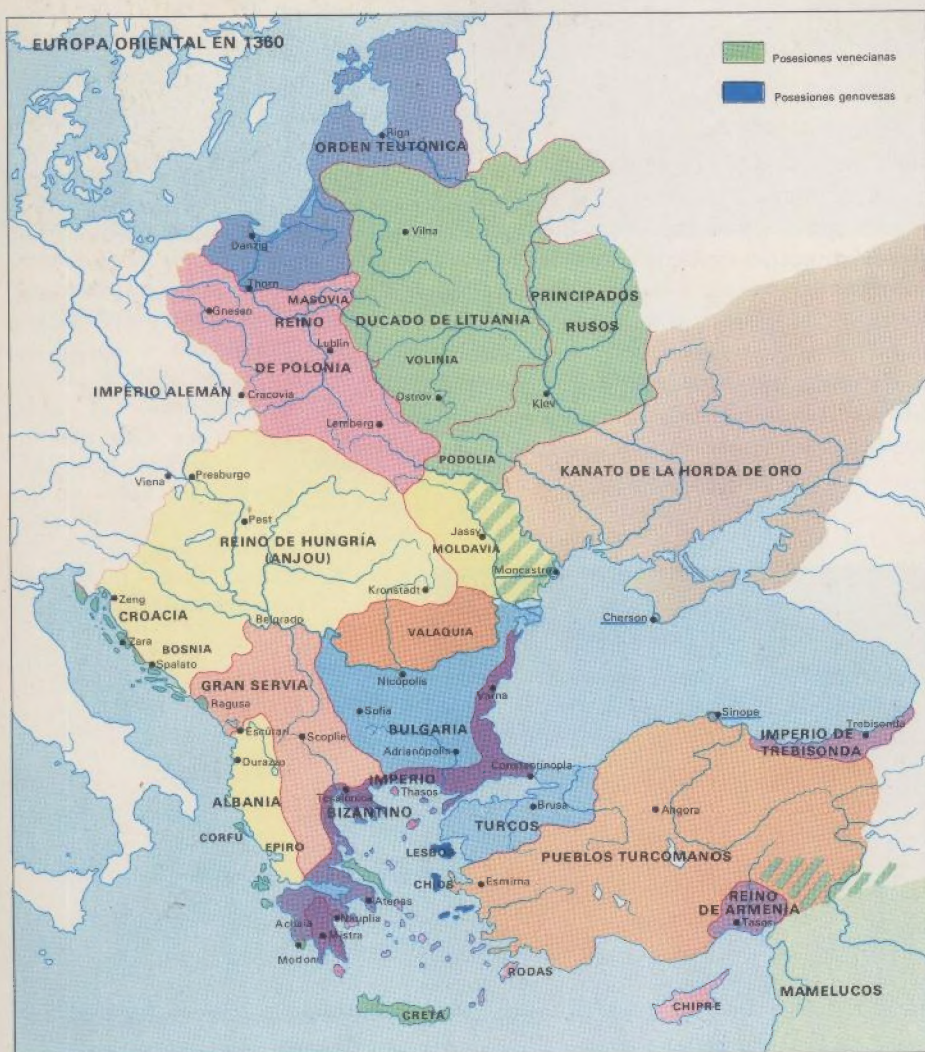 EUROPA ORIENTAL EN 1360
Posesiones venecianas
Posesiones genovesas
Riga
ORDEN TEUTONICA
Vilna
Danzig
Thorn
MASOVIA
Gnesen
REINO
DE POLONIA
Lublin
DUCADO DE LITUANIA
PRINCIPADOS
RUSOS
VOLINIA
IMPERIO ALEMÁN
Cracovia
Ostrov
Kiev
Lemberg
PODOLIA
KANATO DE LA HORDA DE ORO
Viena
Presburgo
Pest
REINO DE HUNGRÍA
(ANJOU)
Jassy
MOLDAVIA
Moncastro
Kronstadt
Zeng
CROACIA
Belgrado
Cherson
VALAQUIA
Zara
BOSNIA
Spalato
Nicópolis
GRAN SERVIA
Ragusa
Varna
Sofia
BULGARIA
Sinope
Trebisonda
IMPERIO DE
TREBISONDA
Escutari
Scoplie
Adrianópolis
Durazzo
Constantinopla
IMPERIO
BIZANTINO
Tesalónica
Thasos
Brusa
Angora
ALBANIA
TURCOS
CORFÚ
EPIRO
LESBOS
PUEBLOS TURCOMANOS
CHIOS
Esmirna
Atenas
REINO
DE ARMENIA
Tasos
Achaia
Nauplia
Mistra
Modon
RODAS
MAMELUCOS
CHIPRE
CRETA